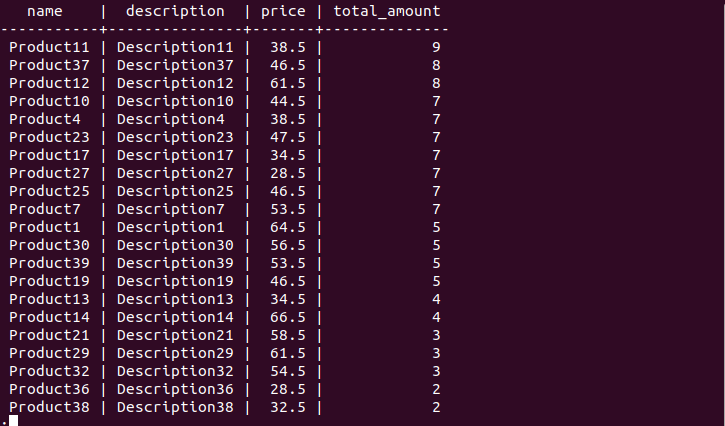 name    |  description  | price | total_amount
-----------+---------------+-------+--------------
 Product11 | Description11 |  38.5 |            9
 Product37 | Description37 |  46.5 |            8
 Product12 | Description12 |  61.5 |            8
 Product10 | Description10 |  44.5 |            7
 Product4  | Description4  |  38.5 |            7
 Product23 | Description23 |  47.5 |            7
 Product17 | Description17 |  34.5 |            7
 Product27 | Description27 |  28.5 |            7
 Product25 | Description25 |  46.5 |            7
 Product7  | Description7  |  53.5 |            7
 Product1  | Description1  |  64.5 |            5
 Product30 | Description30 |  56.5 |            5
 Product39 | Description39 |  53.5 |            5
 Product19 | Description19 |  46.5 |            5
 Product13 | Description13 |  34.5 |            4
 Product14 | Description14 |  66.5 |            4
 Product21 | Description21 |  58.5 |            3
 Product29 | Description29 |  61.5 |            3
 Product32 | Description32 |  54.5 |            3
 Product36 | Description36 |  28.5 |            2
 Product38 | Description38 |  32.5 |            2
.